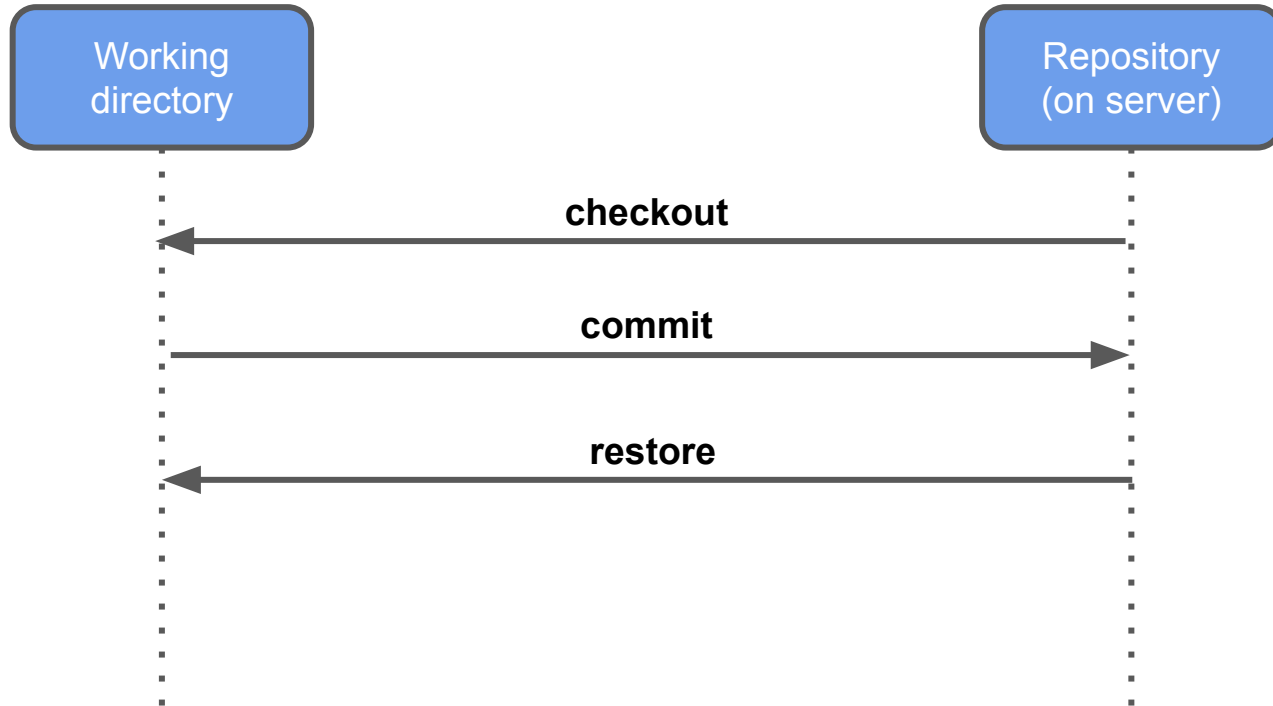 Working
directory
Repository
(on server)
checkout
commit
restore